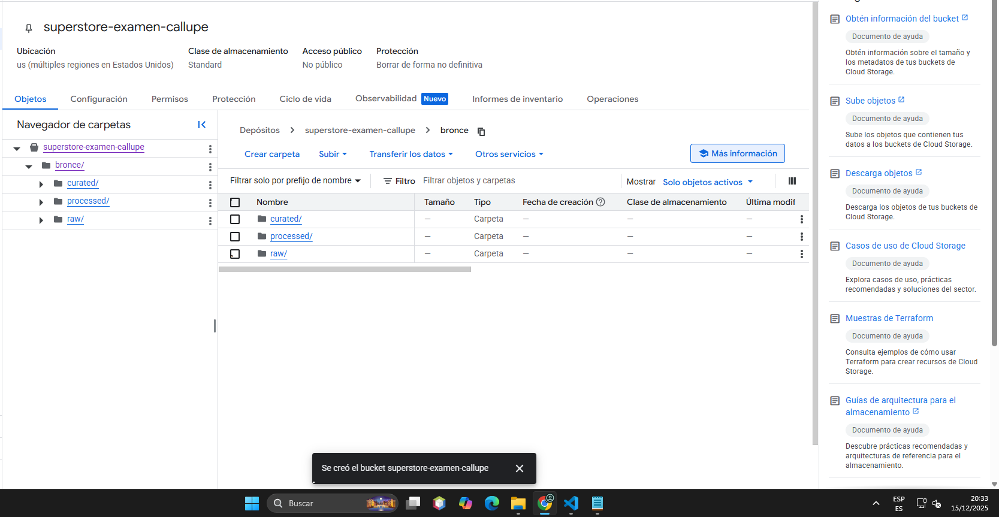 superstore-examen-callupe
Ubicación
us (múltiples regiones en Estados Unidos)
Clase de almacenamiento
Standard
Acceso público
No público
Protección
Borrar de forma no definitiva
Objetos
Configuración
Permisos
Protección
Ciclo de vida
Observabilidad
Nuevo
Informes de inventario
Operaciones
Navegador de carpetas
superstore-examen-callupe
bronce/
curated/
processed/
raw/
Depósitos > superstore-examen-callupe > bronce
Crear carpeta
Subir
Transferir los datos
Otros servicios
Más información
Filtrar solo por prefijo de nombre
Filtro
Filtrar objetos y carpetas
Mostrar
Solo objetos activos
Nombre Tamaño Tipo Fecha de creación Clase de almacenamiento Última modif
curated/ — Carpeta — — —
processed/ — Carpeta — — —
raw/ — Carpeta — — —
Se creó el bucket superstore-examen-callupe
Obtén información del bucket
Documento de ayuda
Obtén información sobre el tamaño y
los metadatos de tus buckets de
Cloud Storage.
Sube objetos
Documento de ayuda
Sube los objetos que contienen tus
datos a los buckets de Cloud Storage.
Descarga objetos
Documento de ayuda
Descarga los objetos de tus buckets de
Cloud Storage.
Casos de uso de Cloud Storage
Documento de ayuda
Explora casos de uso, prácticas
recomendadas y soluciones del sector.
Muestras de Terraform
Documento de ayuda
Consulta ejemplos de cómo usar
Terraform para crear recursos de Cloud
Storage.
Guías de arquitectura para el
almacenamiento
Documento de ayuda
Descubre prácticas recomendadas y
arquitecturas de referencia para el
almacenamiento.
Buscar
ESP
ES
20:33
15/12/2025